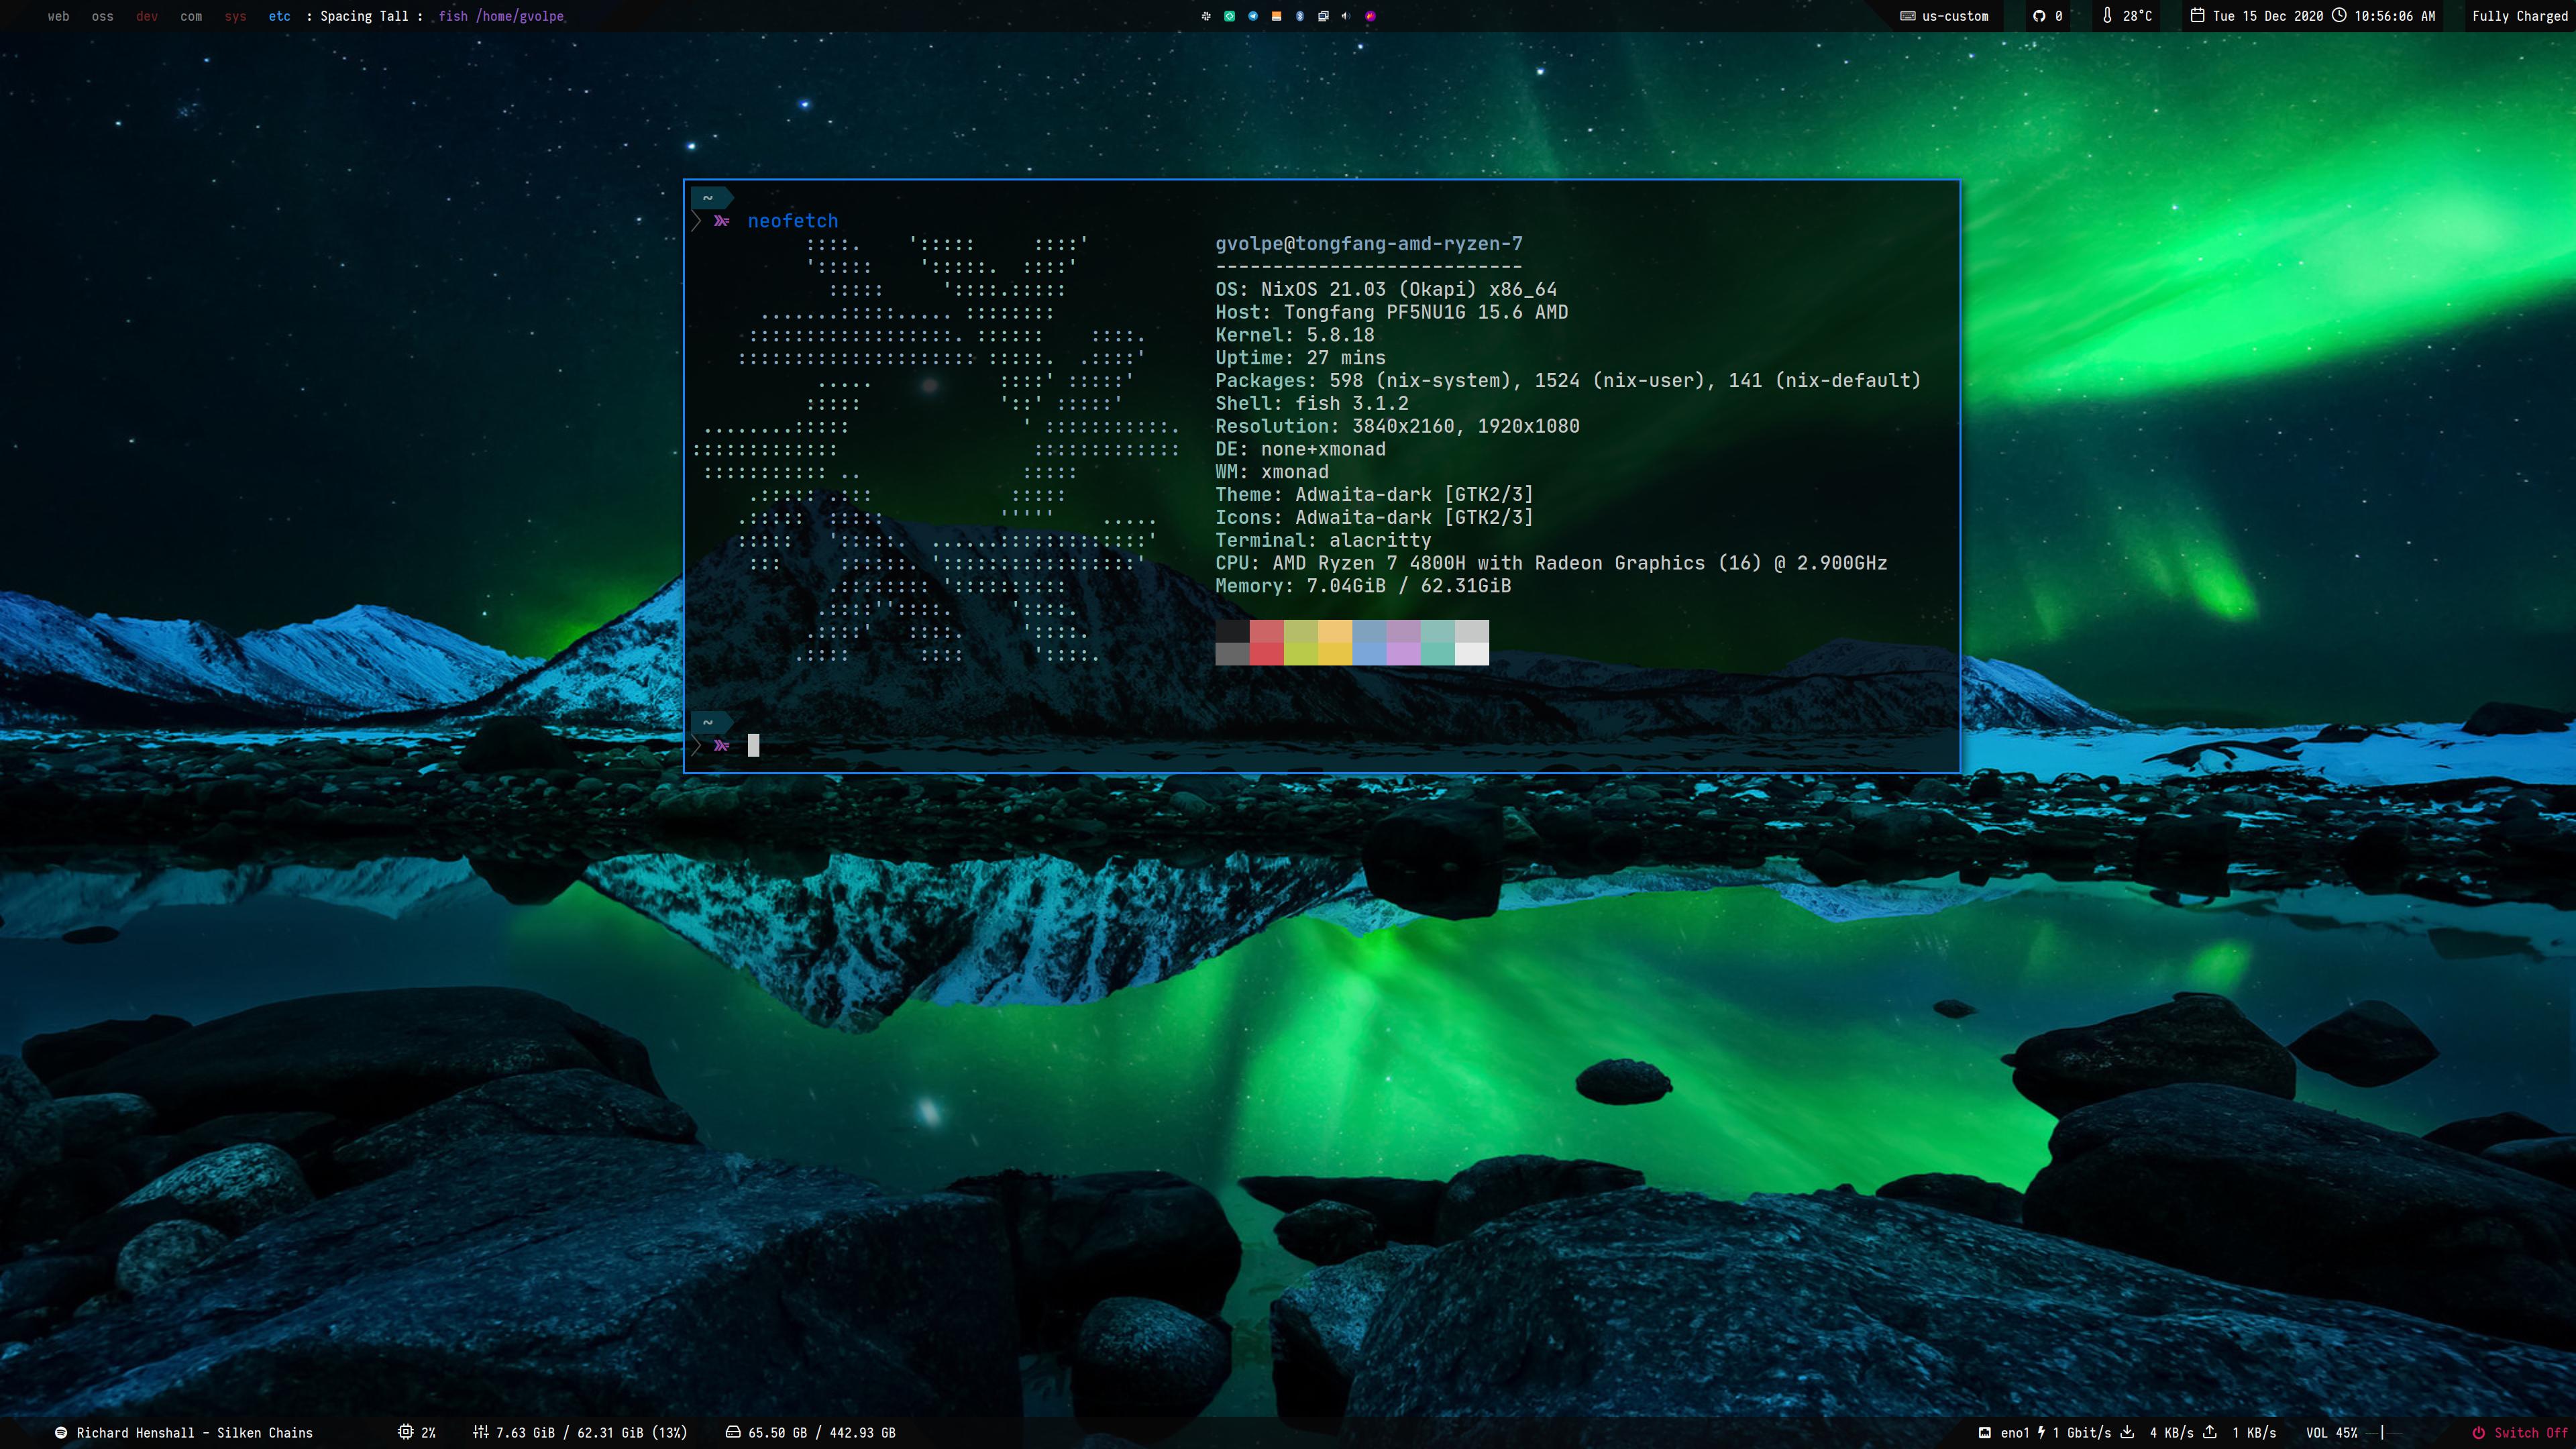 web oss dev com sys etc : Spacing Tall : fish /home/gvolpe
us-custom 0 28°C Tue 15 Dec 2020 10:56:06 AM Fully Charged
~
neofetch
gvolpe@tongfang-amd-ryzen-7
---------------------------
OS: NixOS 21.03 (Okapi) x86_64
Host: Tongfang PF5NU1G 15.6 AMD
Kernel: 5.8.18
Uptime: 27 mins
Packages: 598 (nix-system), 1524 (nix-user), 141 (nix-default)
Shell: fish 3.1.2
Resolution: 3840x2160, 1920x1080
DE: none+xmonad
WM: xmonad
Theme: Adwaita-dark [GTK2/3]
Icons: Adwaita-dark [GTK2/3]
Terminal: alacritty
CPU: AMD Ryzen 7 4800H with Radeon Graphics (16) @ 2.900GHz
Memory: 7.04GiB / 62.31GiB
~
Richard Henshall - Silken Chains 2% 7.63 GiB / 62.31 GiB (13%) 65.50 GB / 442.93 GB
eno1 1 Gbit/s 4 KB/s 1 KB/s VOL 45% Switch Off